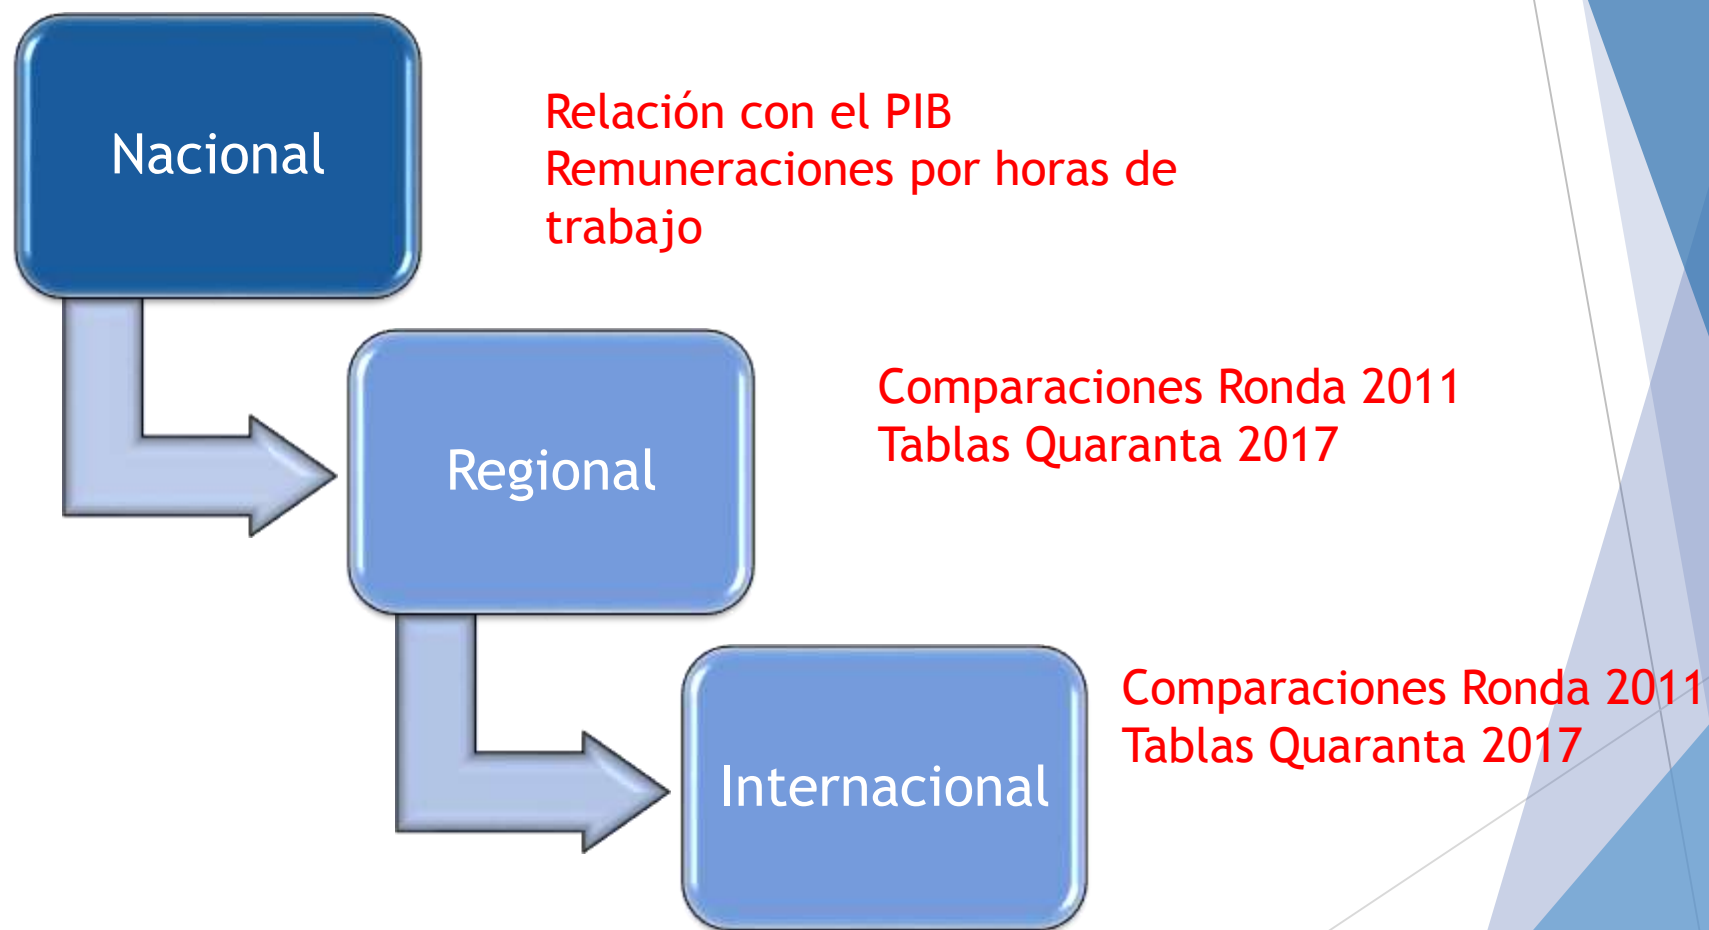 Nacional
Relación con el PIB
Remuneraciones por horas de
trabajo
Regional
Comparaciones Ronda 2011
Tablas Quaranta 2017
Internacional
Comparaciones Ronda 2011
Tablas Quaranta 2017